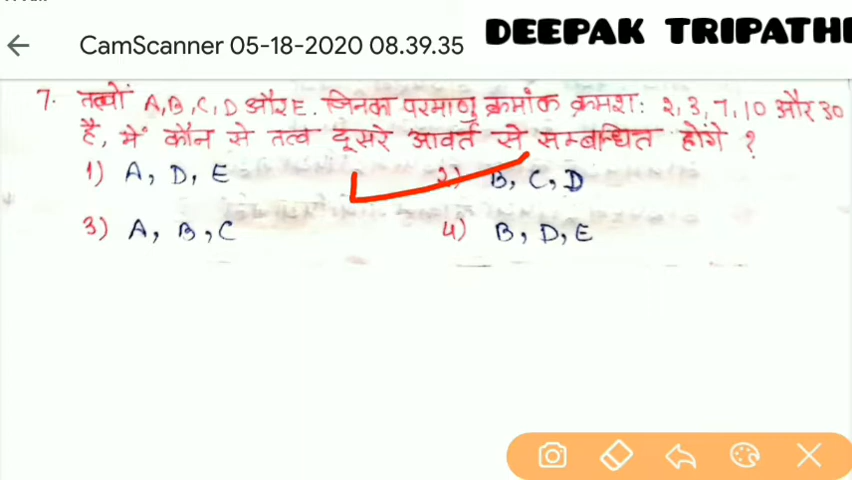 CamScanner 05-18-2020 08.39.35
DEEPAK TRIPATHI
7. तत्वों A,B,C,D और E. जिनका परमाणु क्रमांक क्रमश: 2,3,7,10 और 30
है, में कौन से तत्व दूसरे आवर्त से सम्बन्धित होंगे ?
1) A, D, E
2) B, C, D
3) A, B, C
4) B, D, E